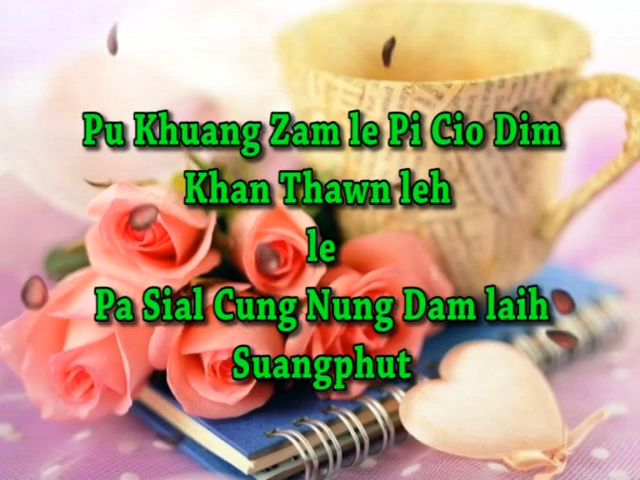 Pu Khuang Zam le Pi Cio Dim
Khan Thawn leh
le
Pa Sial Cung Nung Dam laih
Suangphut